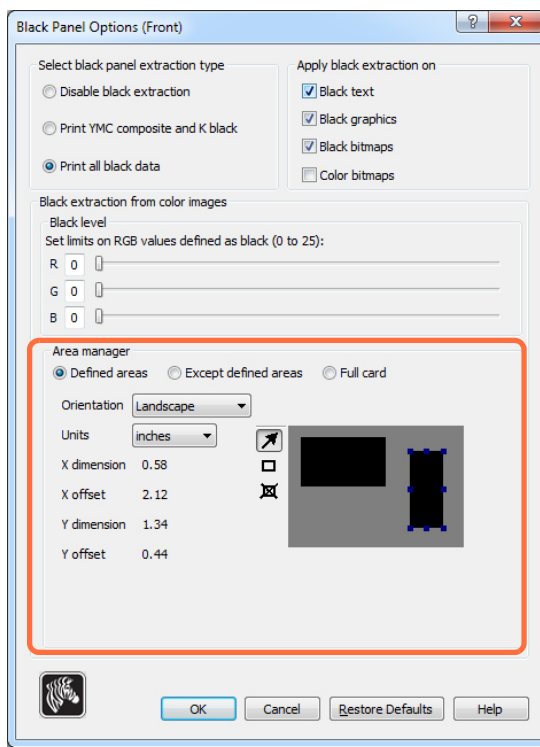 Black Panel Options (Front)
Select black panel extraction type
Disable black extraction
Print YMC composite and K black
Print all black data
Apply black extraction on
Black text
Black graphics
Black bitmaps
Color bitmaps
Black extraction from color images
Black level
Set limits on RGB values defined as black (0 to 25):
R 0
G 0
B 0
Area manager
Defined areas Except defined areas Full card
Orientation Landscape
Units inches
X dimension 0.58
X offset 2.12
Y dimension 1.34
Y offset 0.44
OK Cancel Restore Defaults Help